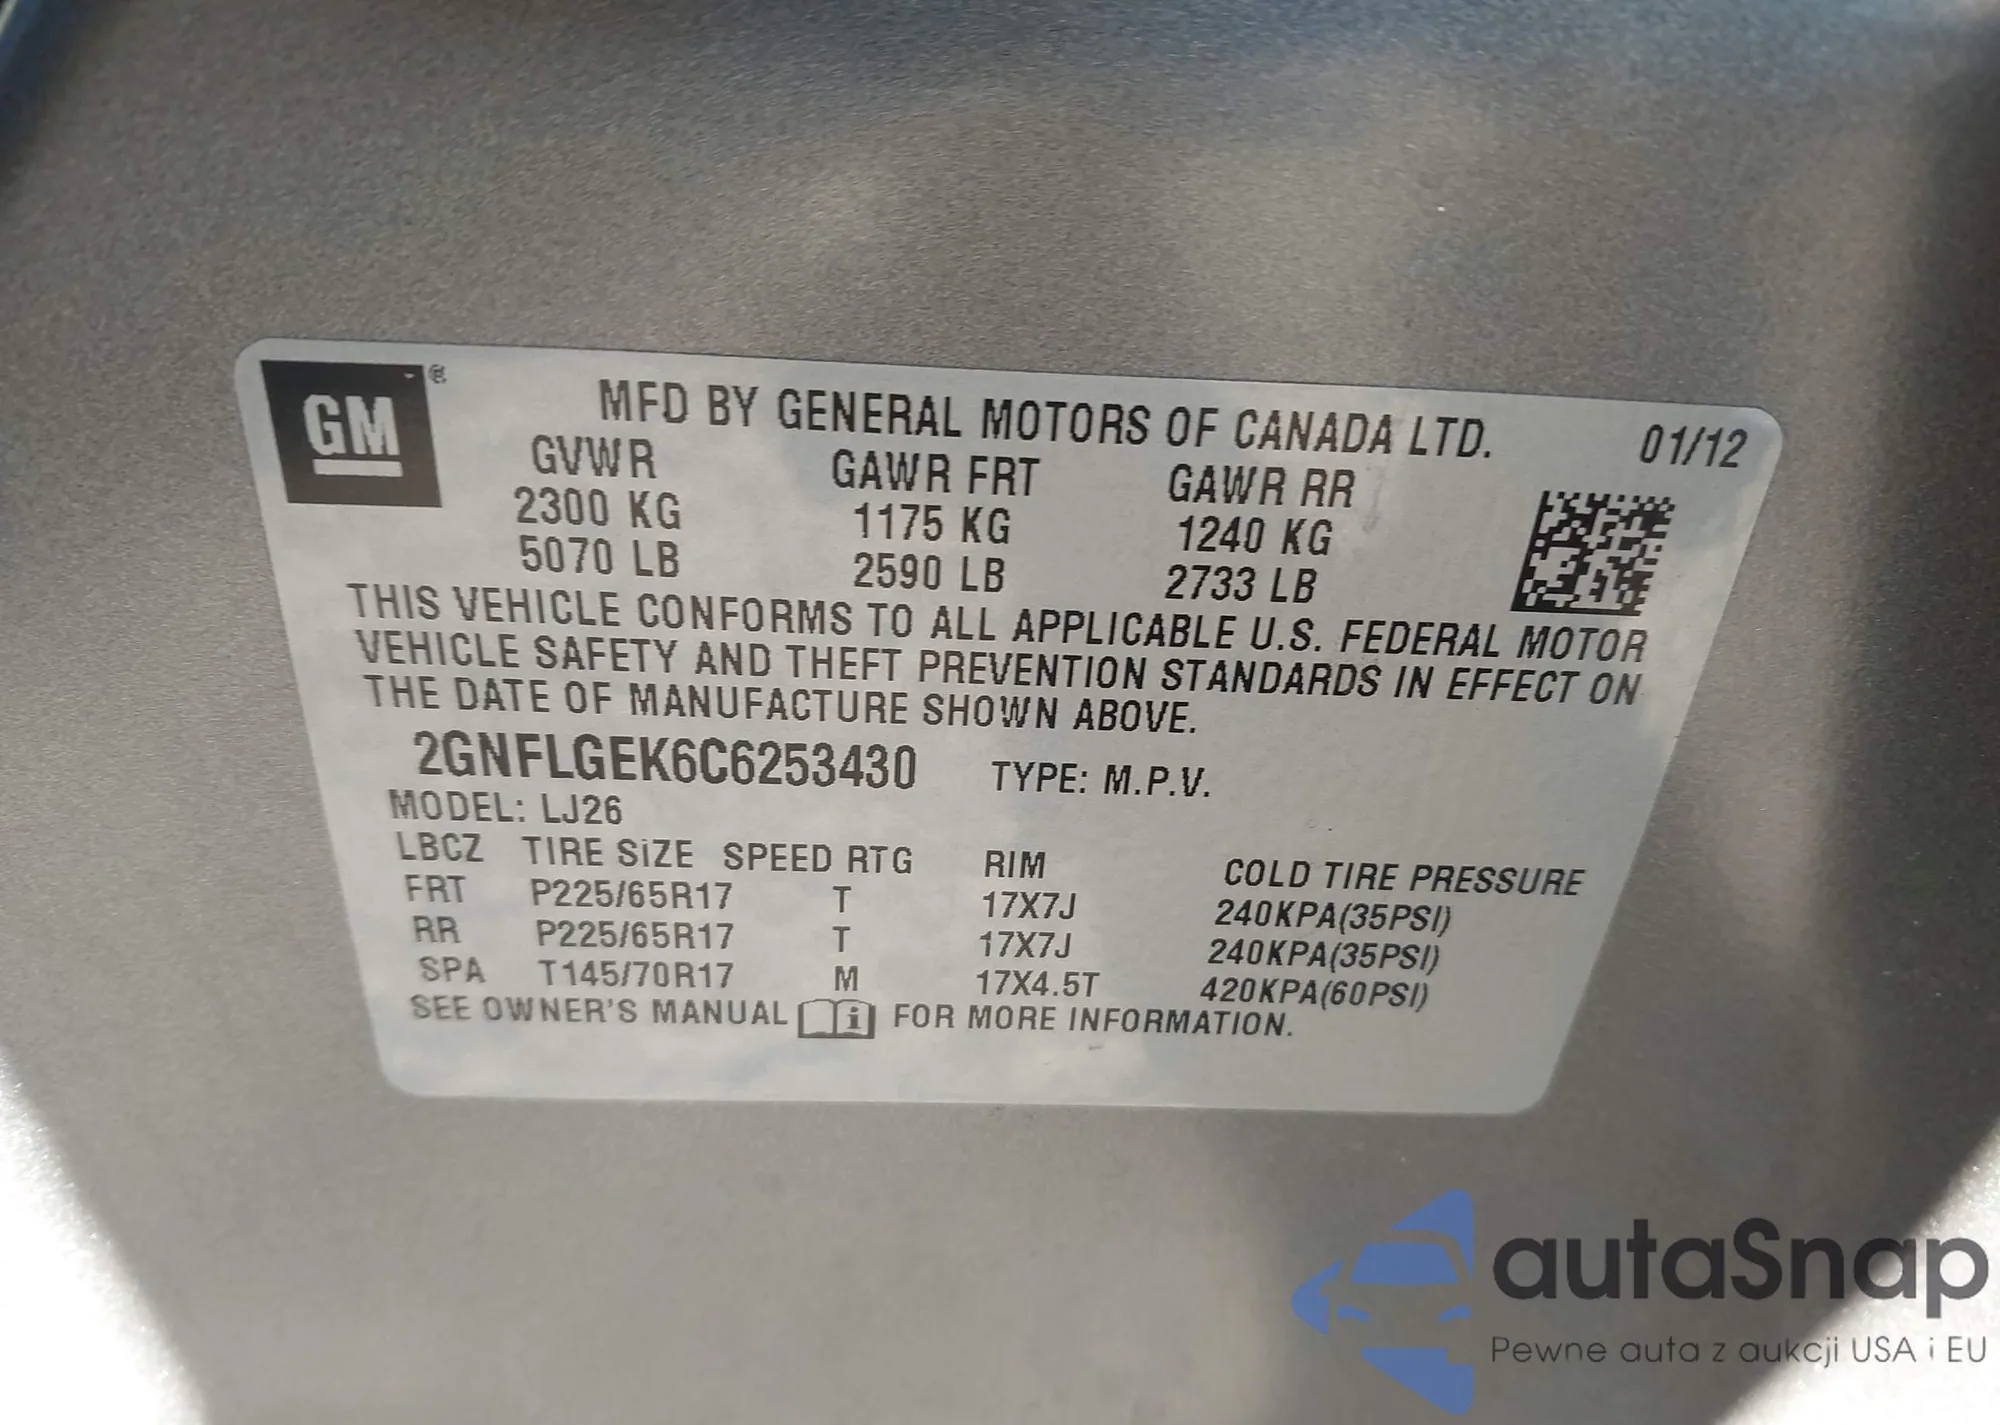 GM ®
MFD BY GENERAL MOTORS OF CANADA LTD. 01/12
GVWR GAWR FRT GAWR RR
2300 KG 1175 KG 1240 KG
5070 LB 2590 LB 2733 LB
THIS VEHICLE CONFORMS TO ALL APPLICABLE U.S. FEDERAL MOTOR
VEHICLE SAFETY AND THEFT PREVENTION STANDARDS IN EFFECT ON
THE DATE OF MANUFACTURE SHOWN ABOVE.
2GNFLGEK6C6253430 TYPE: M.P.V.
MODEL: LJ26
LBCZ TIRE SiZE SPEED RTG RIM COLD TIRE PRESSURE
FRT P225/65R17 T 17X7J 240KPA(35PSI)
RR P225/65R17 T 17X7J 240KPA(35PSI)
SPA T145/70R17 M 17X4.5T 420KPA(60PSI)
SEE OWNER'S MANUAL i FOR MORE INFORMATION.
autaSnap
Pewne auta z aukcji USA i EU